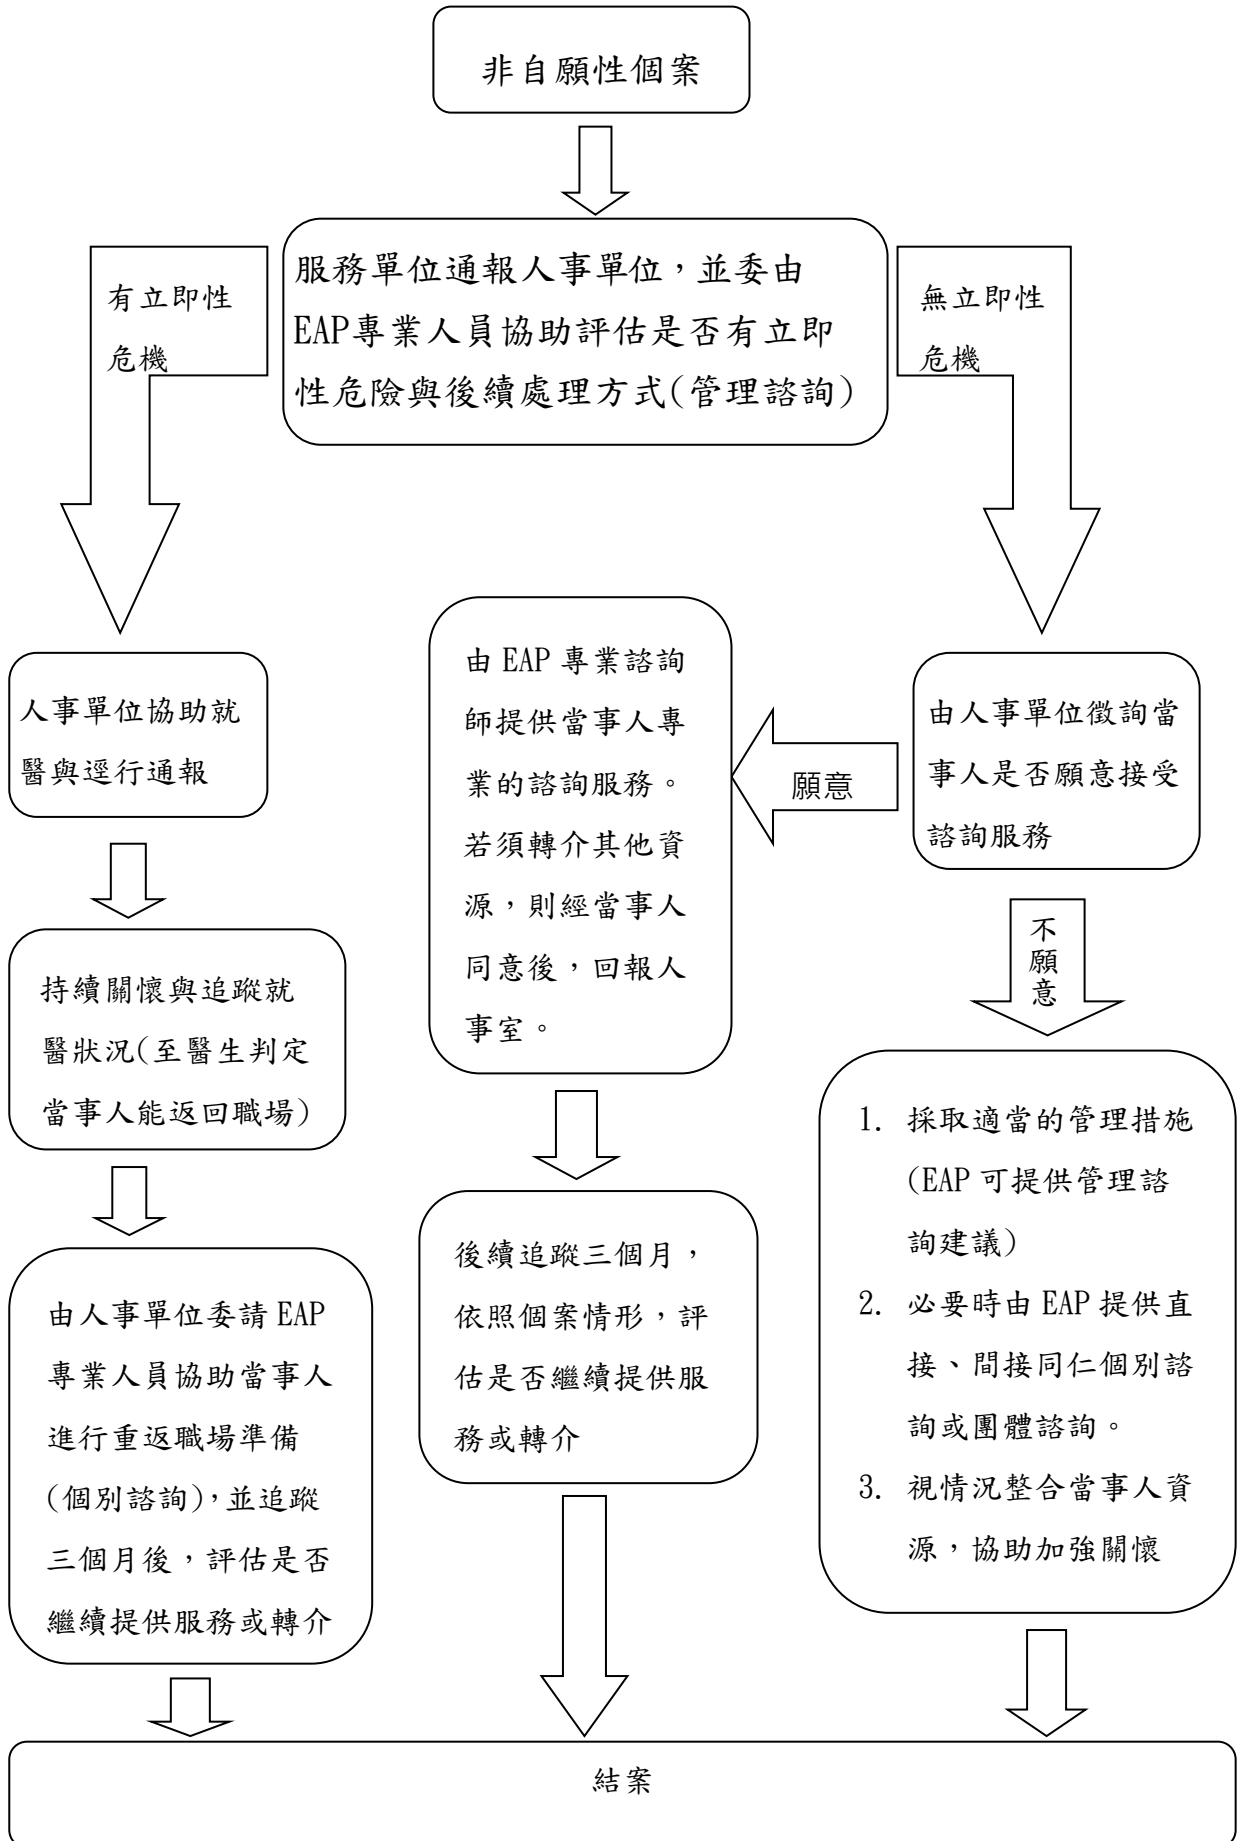 非自願性個案
服務單位通報人事單位，並委由
EAP專業人員協助評估是否有立即
性危險與後續處理方式(管理諮詢)
有立即性
危機
無立即性
危機
人事單位協助就
醫與逕行通報
持續關懷與追蹤就
醫狀況(至醫生判定
當事人能返回職場)
由人事單位委請 EAP
專業人員協助當事人
進行重返職場準備
(個別諮詢)，並追蹤
三個月後，評估是否
繼續提供服務或轉介
由人事單位徵詢當
事人是否願意接受
諮詢服務
願意
由 EAP 專業諮詢
師提供當事人專
業的諮詢服務。
若須轉介其他資
源，則經當事人
同意後，回報人
事室。
後續追蹤三個月，
依照個案情形，評
估是否繼續提供服
務或轉介
不
願
意
1. 採取適當的管理措施
(EAP 可提供管理諮
詢建議)
2. 必要時由 EAP 提供直
接、間接同仁個別諮
詢或團體諮詢。
3. 視情況整合當事人資
源，協助加強關懷
結案